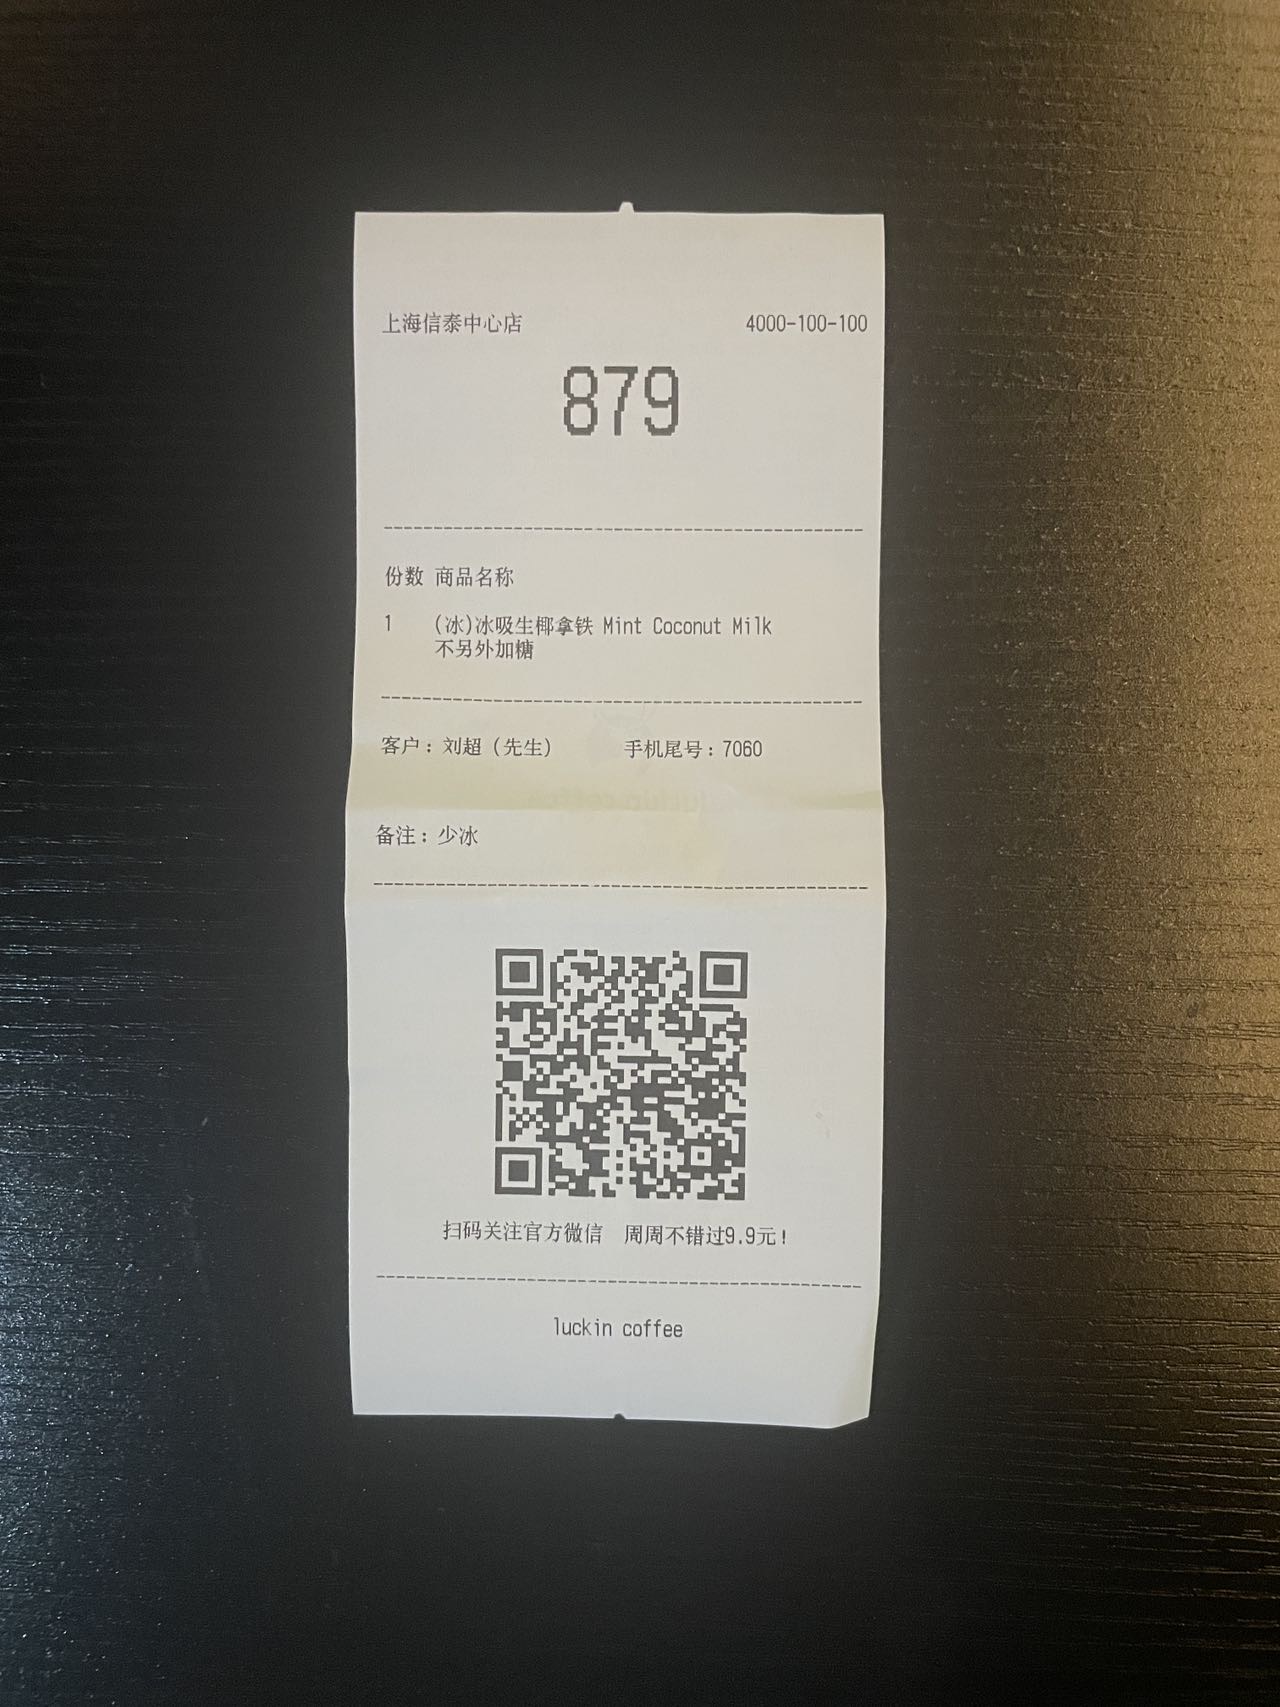 上海信泰中心店 4000-100-100
879
份数 商品名称
1 (冰)冰吸生椰拿铁 Mint Coconut Milk
不另外加糖
客户：刘超（先生） 手机尾号：7060
备注：少冰
扫码关注官方微信 周周不错过9.9元!
luckin coffee